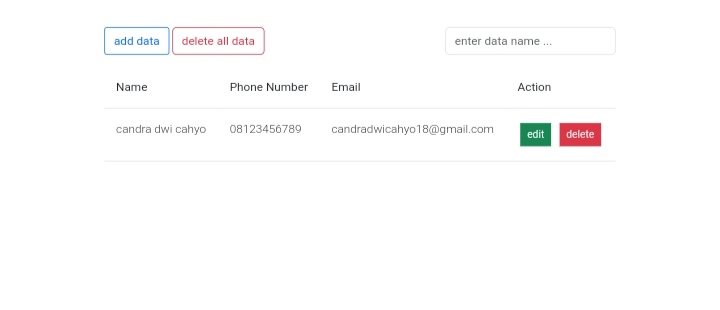 add data delete all data enter data name ...
Name Phone Number Email Action
candra dwi cahyo 08123456789 candradwicahyo18@gmail.com edit delete